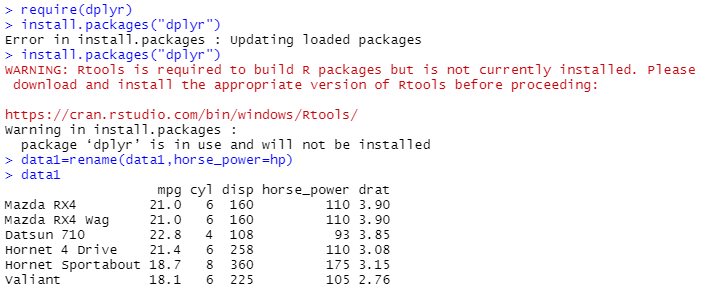 > require(dplyr)
> install.packages("dplyr")
Error in install.packages : Updating loaded packages
> install.packages("dplyr")
WARNING: Rtools is required to build R packages but is not currently installed. Please
 download and install the appropriate version of Rtools before proceeding:

https://cran.rstudio.com/bin/windows/Rtools/
Warning in install.packages :
  package ‘dplyr’ is in use and will not be installed
> data1=rename(data1,horse_power=hp)
> data1
                   mpg cyl disp horse_power drat
Mazda RX4         21.0   6  160         110 3.90
Mazda RX4 Wag     21.0   6  160         110 3.90
Datsun 710        22.8   4  108          93 3.85
Hornet 4 Drive    21.4   6  258         110 3.08
Hornet Sportabout 18.7   8  360         175 3.15
Valiant           18.1   6  225         105 2.76